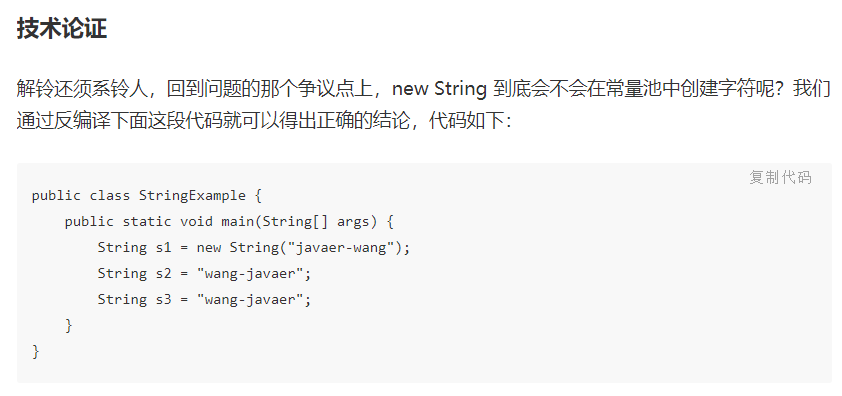 技术论证
解铃还须系铃人，回到问题的那个争议点上，new String 到底会不会在常量池中创建字符呢？我们
通过反编译下面这段代码就可以得出正确的结论，代码如下：
复制代码
public class StringExample {
    public static void main(String[] args) {
        String s1 = new String("javaer-wang");
        String s2 = "wang-javaer";
        String s3 = "wang-javaer";
    }
}